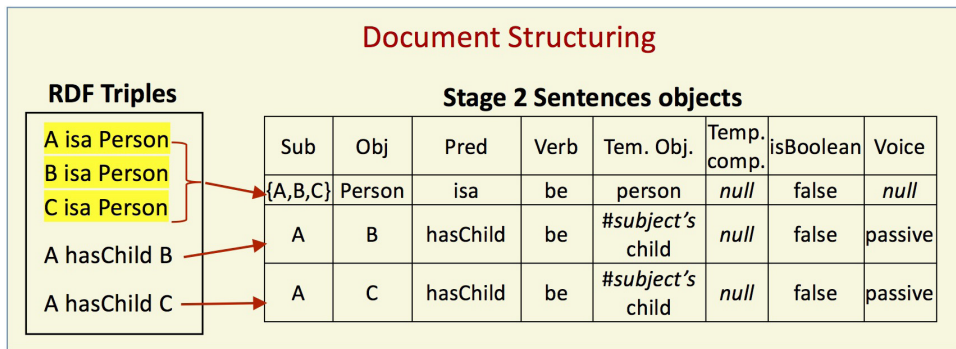 Document Structuring
RDF Triples
A isa Person
B isa Person
C isa Person
A hasChild B
A hasChild C
Stage 2 Sentences objects
Sub Obj Pred Verb Tem. Obj. Temp. comp. isBoolean Voice
{A,B,C} Person isa be person null false null
A B hasChild be #subject's child null false passive
A C hasChild be #subject's child null false passive